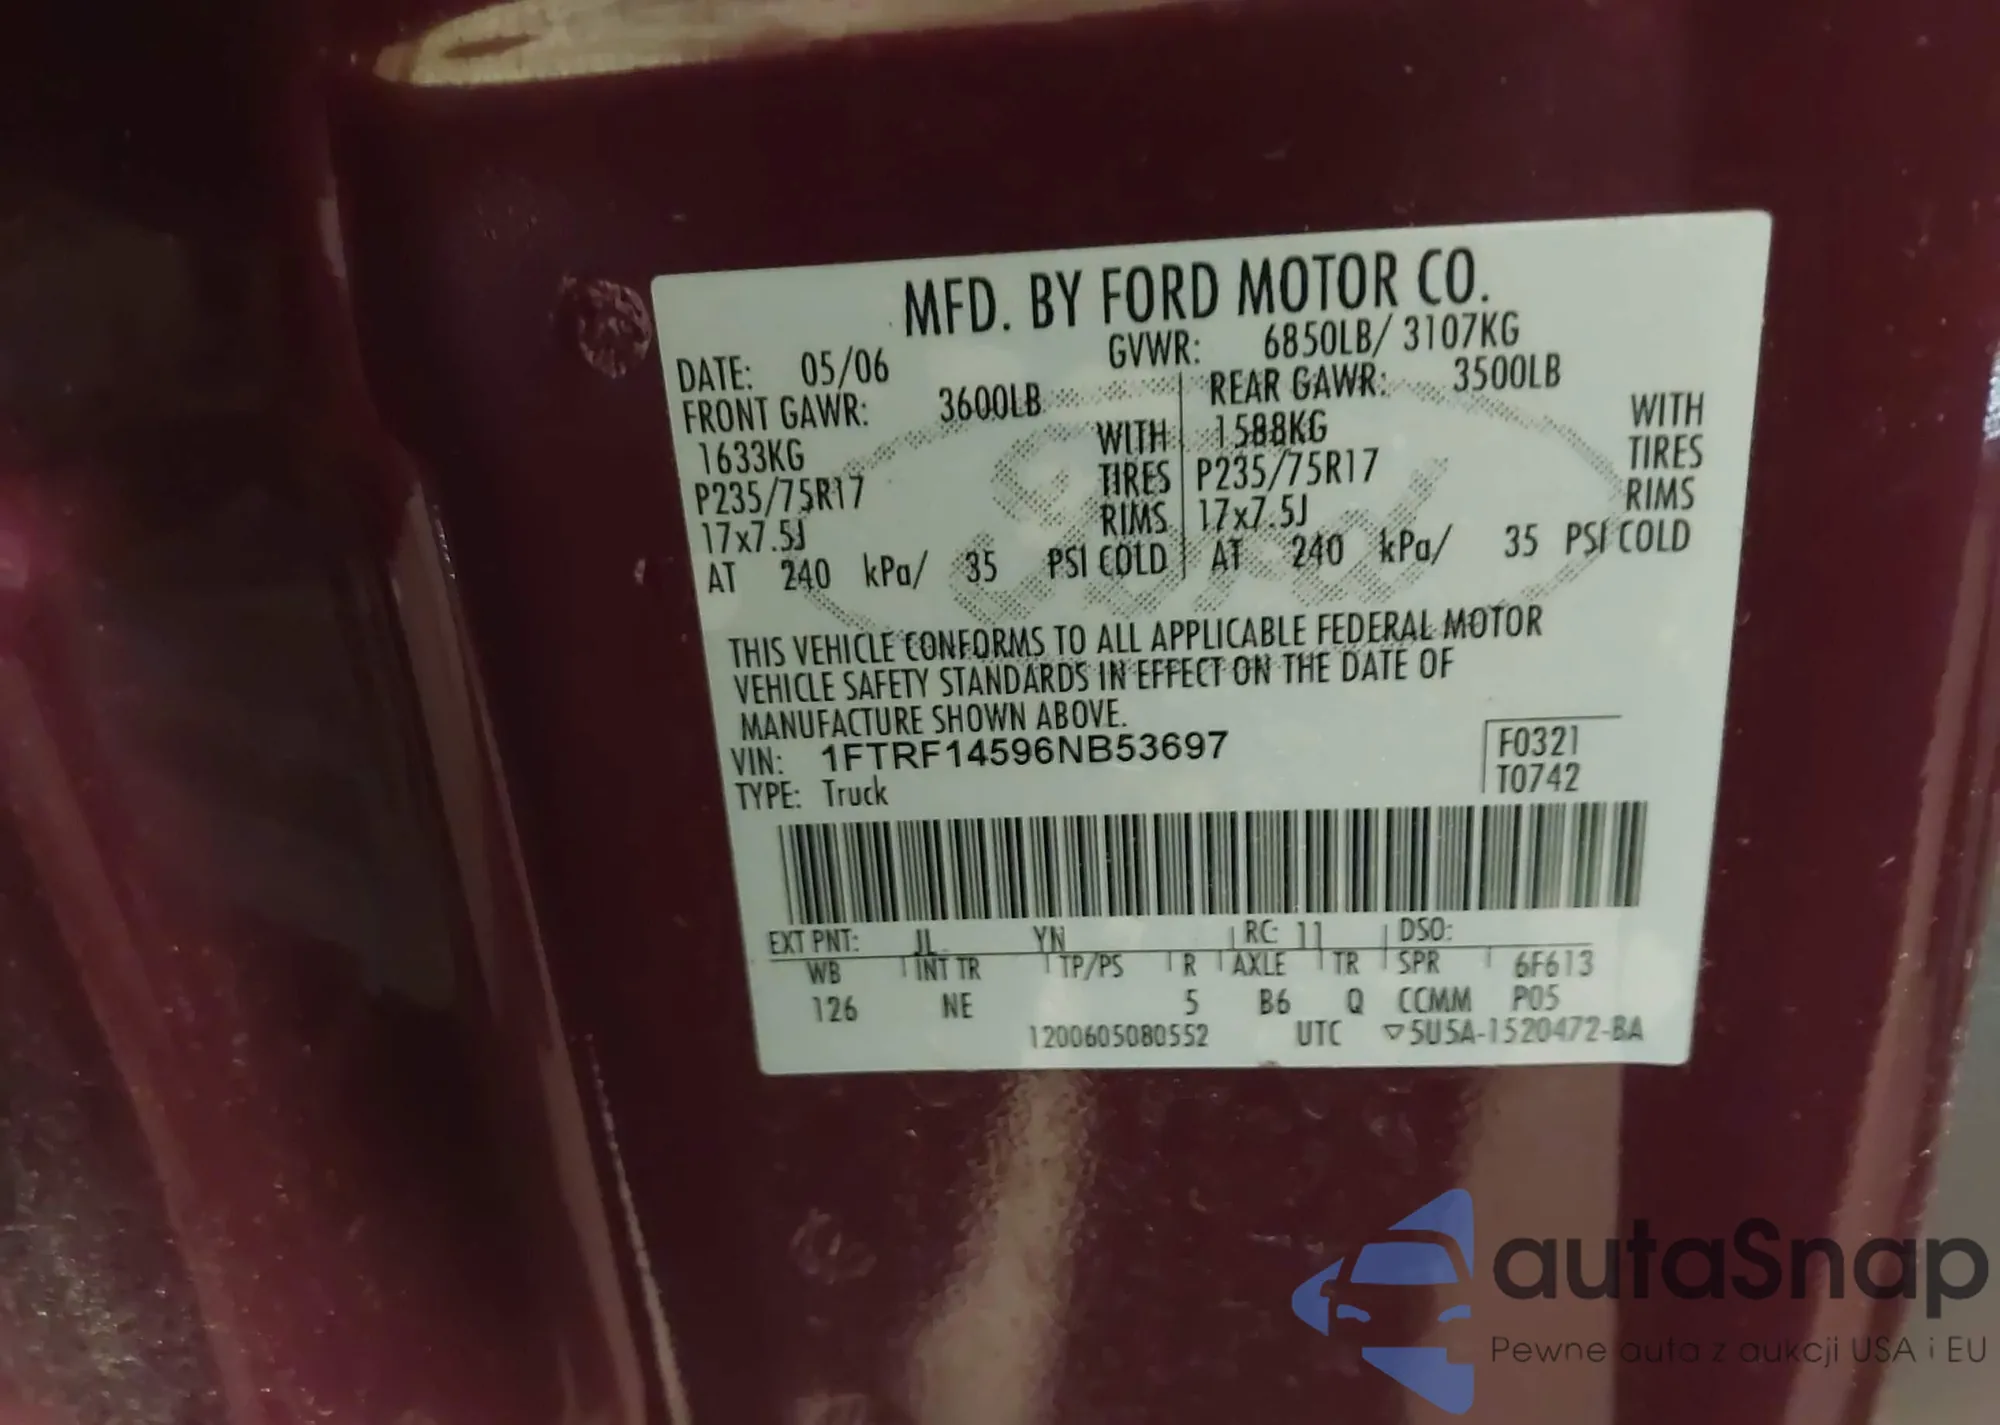 MFD. BY FORD MOTOR CO.
DATE: 05/06 GVWR: 6850LB/ 3107KG
FRONT GAWR: 3600LB REAR GAWR: 3500LB
1633KG WITH 1588KG WITH
P235/75R17 TIRES P235/75R17 TIRES
17x7.5J RIMS 17x7.5J RIMS
AT 240 kPa/ 35 PSI COLD AT 240 kPa/ 35 PSI COLD
Ford
THIS VEHICLE CONFORMS TO ALL APPLICABLE FEDERAL MOTOR
VEHICLE SAFETY STANDARDS IN EFFECT ON THE DATE OF
MANUFACTURE SHOWN ABOVE.
VIN: 1FTRF14596NB53697 F0321
TYPE: Truck T0742
EXT PNT: JL YN RC: 11 DSO:
WB INT TR TP/PS R AXLE TR SPR 6F613
126 NE 5 B6 Q CCMM P05
1200605080552 UTC ▽5U5A-1520472-BA
autaSnap
Pewne auta z aukcji USA i EU